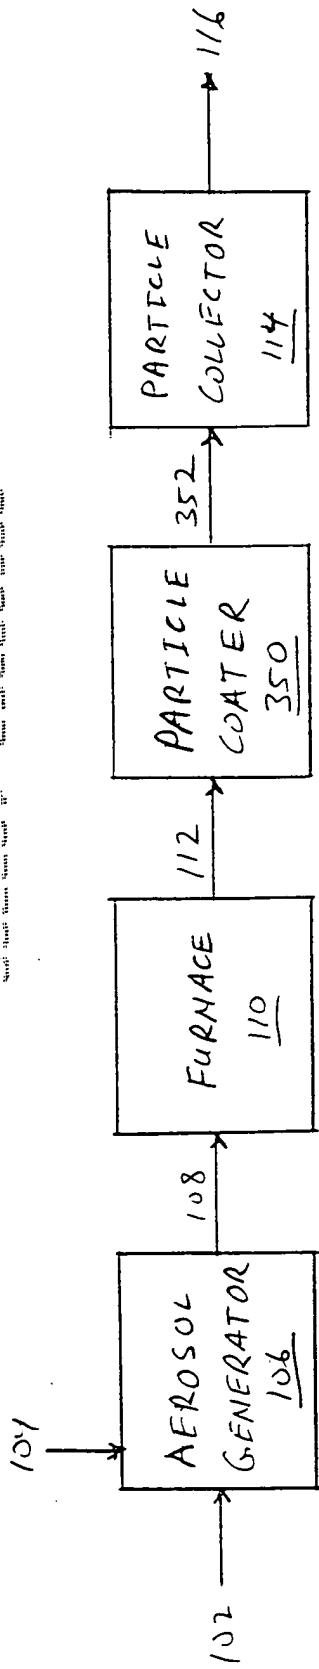 104
102
AEROSOL
GENERATOR
106
108
FURNACE
110
112
PARTICLE
COATER
350
352
PARTICLE
COLLECTOR
114
116